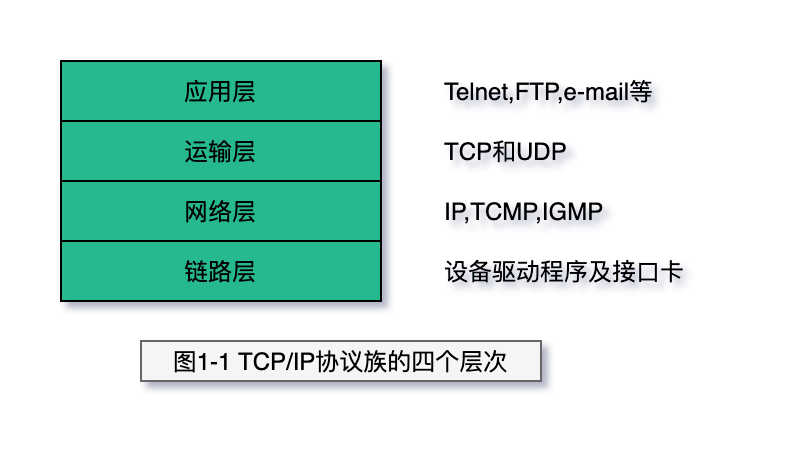 应用层 Telnet,FTP,e-mail等
运输层 TCP和UDP
网络层 IP,TCMP,IGMP
链路层 设备驱动程序及接口卡
图1-1 TCP/IP协议族的四个层次